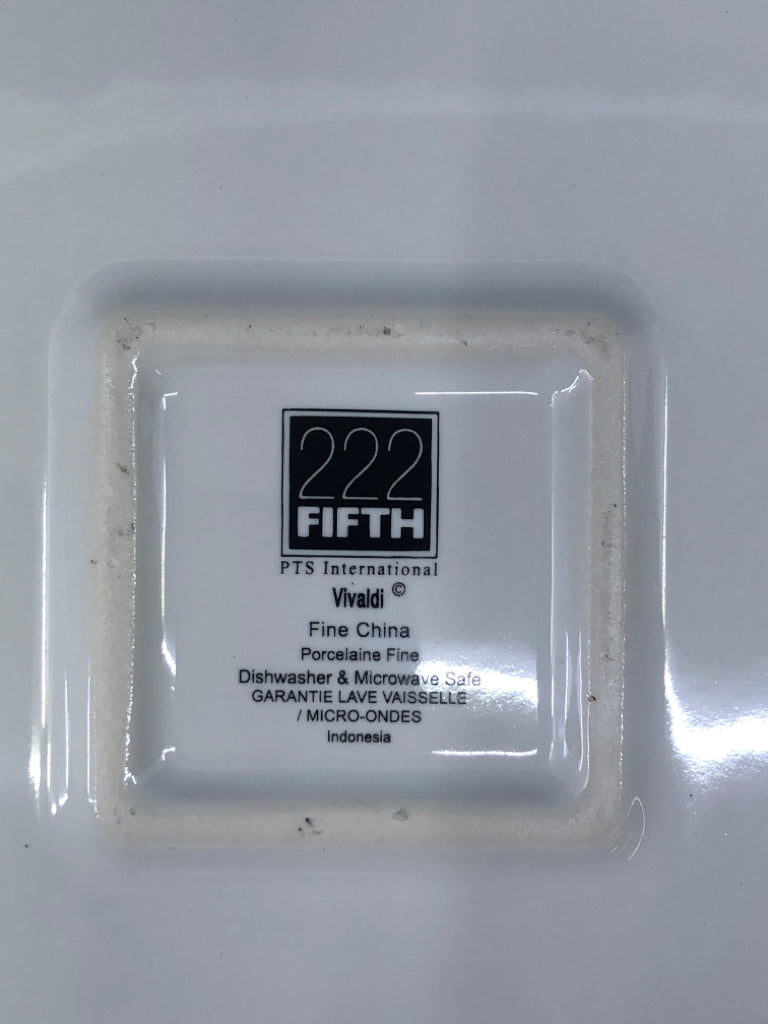 222
FIFTH
PTS International
Vivaldi ©
Fine China
Porcelaine Fine
Dishwasher & Microwave Safe
GARANTIE LAVE VAISSELLE
/ MICRO-ONDES
Indonesia